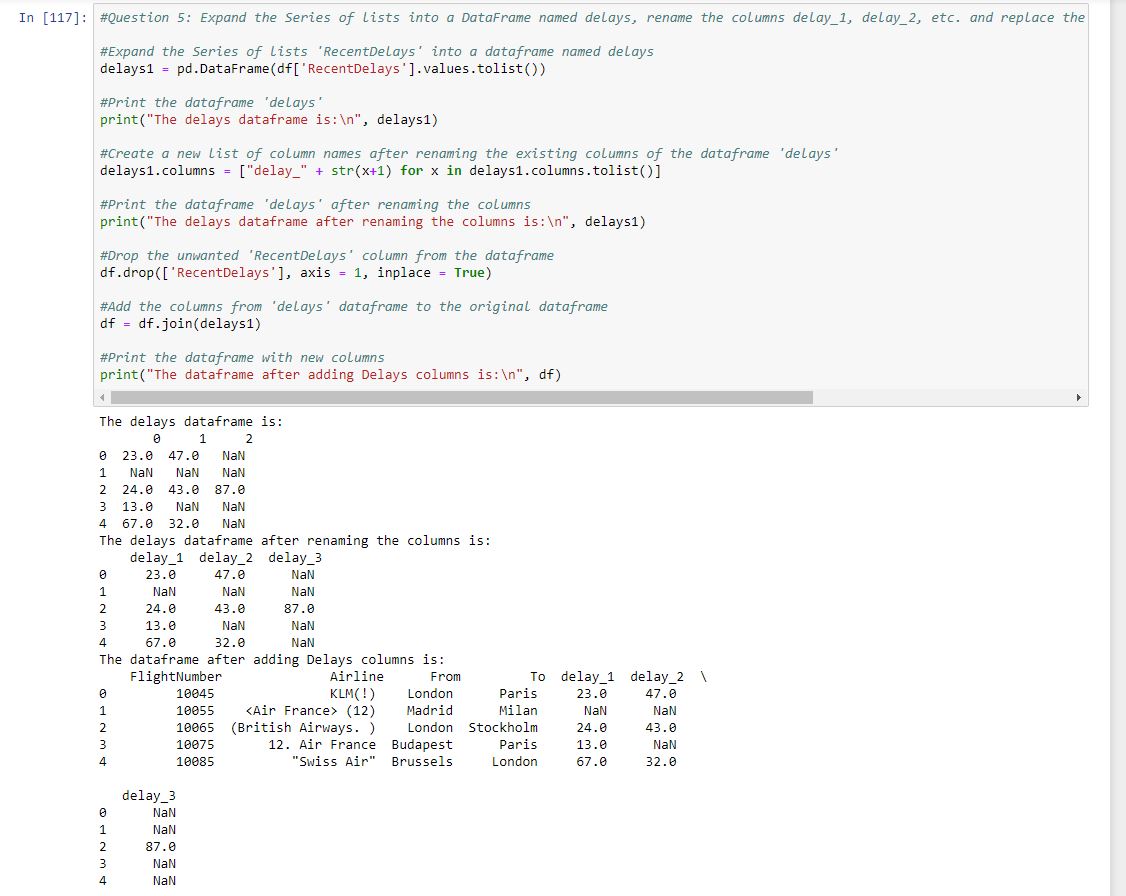 In [117]: #Question 5: Expand the Series of lists into a DataFrame named delays, rename the columns delay_1, delay_2, etc. and replace the
#Expand the Series of lists 'RecentDelays' into a dataframe named delays
delays1 = pd.DataFrame(df['RecentDelays'].values.tolist())
#Print the dataframe 'delays'
print("The delays dataframe is:\n", delays1)
#Create a new list of column names after renaming the existing columns of the dataframe 'delays'
delays1.columns = ["delay_" + str(x+1) for x in delays1.columns.tolist()]
#Print the dataframe 'delays' after renaming the columns
print("The delays dataframe after renaming the columns is:\n", delays1)
#Drop the unwanted 'RecentDelays' column from the dataframe
df.drop(['RecentDelays'], axis = 1, inplace = True)
#Add the columns from 'delays' dataframe to the original dataframe
df = df.join(delays1)
#Print the dataframe with new columns
print("The dataframe after adding Delays columns is:\n", df)
The delays dataframe is:
0 1 2
0 23.0 47.0 NaN
1 NaN NaN NaN
2 24.0 43.0 87.0
3 13.0 NaN NaN
4 67.0 32.0 NaN
The delays dataframe after renaming the columns is:
delay_1 delay_2 delay_3
0 23.0 47.0 NaN
1 NaN NaN NaN
2 24.0 43.0 87.0
3 13.0 NaN NaN
4 67.0 32.0 NaN
The dataframe after adding Delays columns is:
FlightNumber Airline From To delay_1 delay_2 \
0 10045 KLM(!) London Paris 23.0 47.0
1 10055 <Air France> (12) Madrid Milan NaN NaN
2 10065 (British Airways. ) London Stockholm 24.0 43.0
3 10075 12. Air France Budapest Paris 13.0 NaN
4 10085 "Swiss Air" Brussels London 67.0 32.0
delay_3
0 NaN
1 NaN
2 87.0
3 NaN
4 NaN